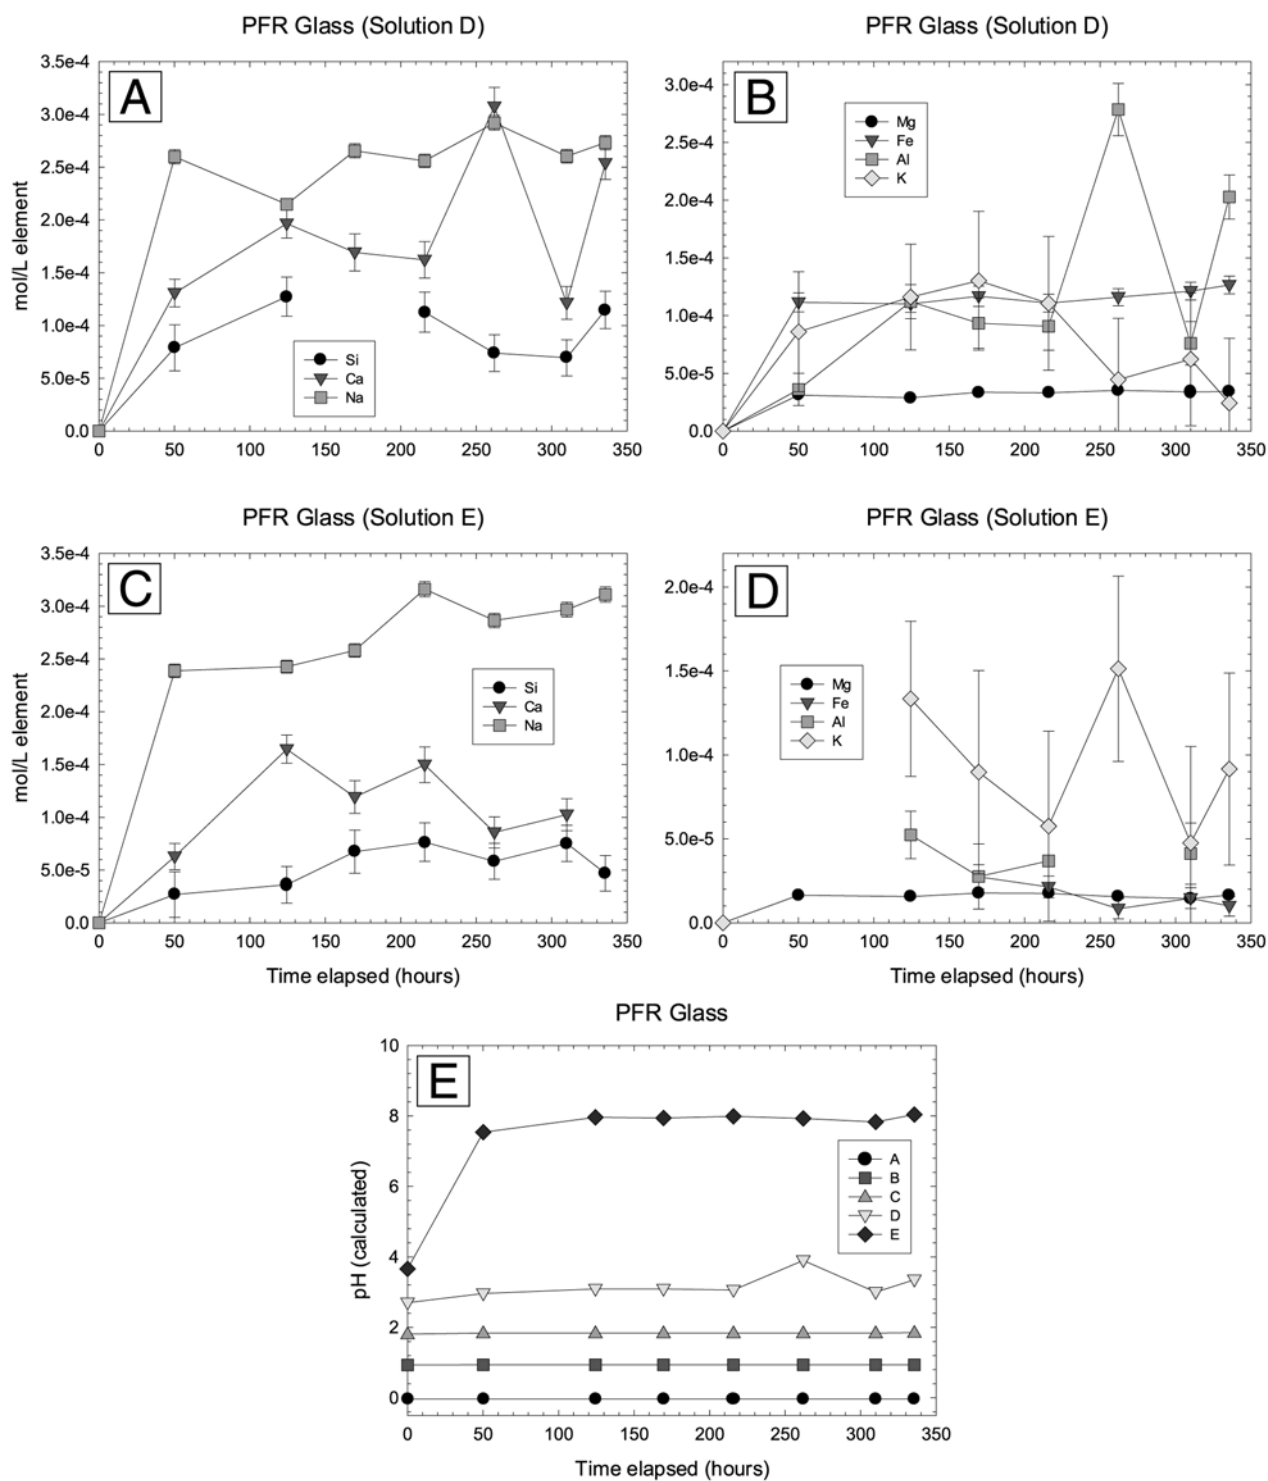 PFR Glass (Solution D)
PFR Glass (Solution D)
A
mol/L element
3.5e-4
3.0e-4
2.5e-4
2.0e-4
1.5e-4
1.0e-4
5.0e-5
0.0
Si
Ca
Na
0 50 100 150 200 250 300 350
B
3.0e-4
2.5e-4
2.0e-4
1.5e-4
1.0e-4
5.0e-5
0.0
Mg
Fe
Al
K
0 50 100 150 200 250 300 350
PFR Glass (Solution E)
PFR Glass (Solution E)
C
mol/L element
3.5e-4
3.0e-4
2.5e-4
2.0e-4
1.5e-4
1.0e-4
5.0e-5
0.0
Si
Ca
Na
0 50 100 150 200 250 300 350
Time elapsed (hours)
D
2.0e-4
1.5e-4
1.0e-4
5.0e-5
0.0
Mg
Fe
Al
K
0 50 100 150 200 250 300 350
Time elapsed (hours)
PFR Glass
E
pH (calculated)
10
8
6
4
2
0
A
B
C
D
E
0 50 100 150 200 250 300 350
Time elapsed (hours)